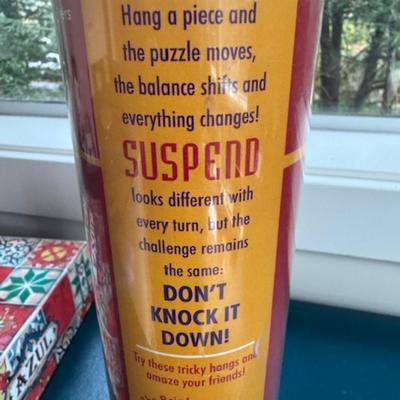 Hang a piece and
the puzzle moves,
the balance shifts and
everything changes!
SUSPEND
looks different with
every turn, but the
challenge remains
the same:
DON'T
KNOCK IT
DOWN!
Try these tricky hangs and
amaze your friends!
AZUL